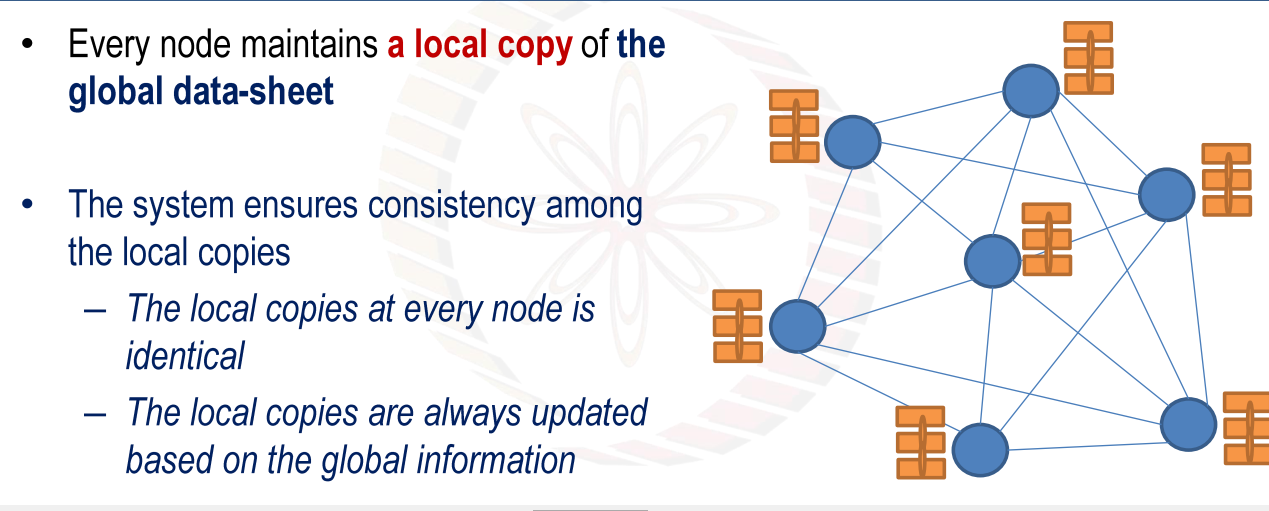 • Every node maintains a local copy of the
global data-sheet
• The system ensures consistency among
the local copies
– The local copies at every node is
identical
– The local copies are always updated
based on the global information